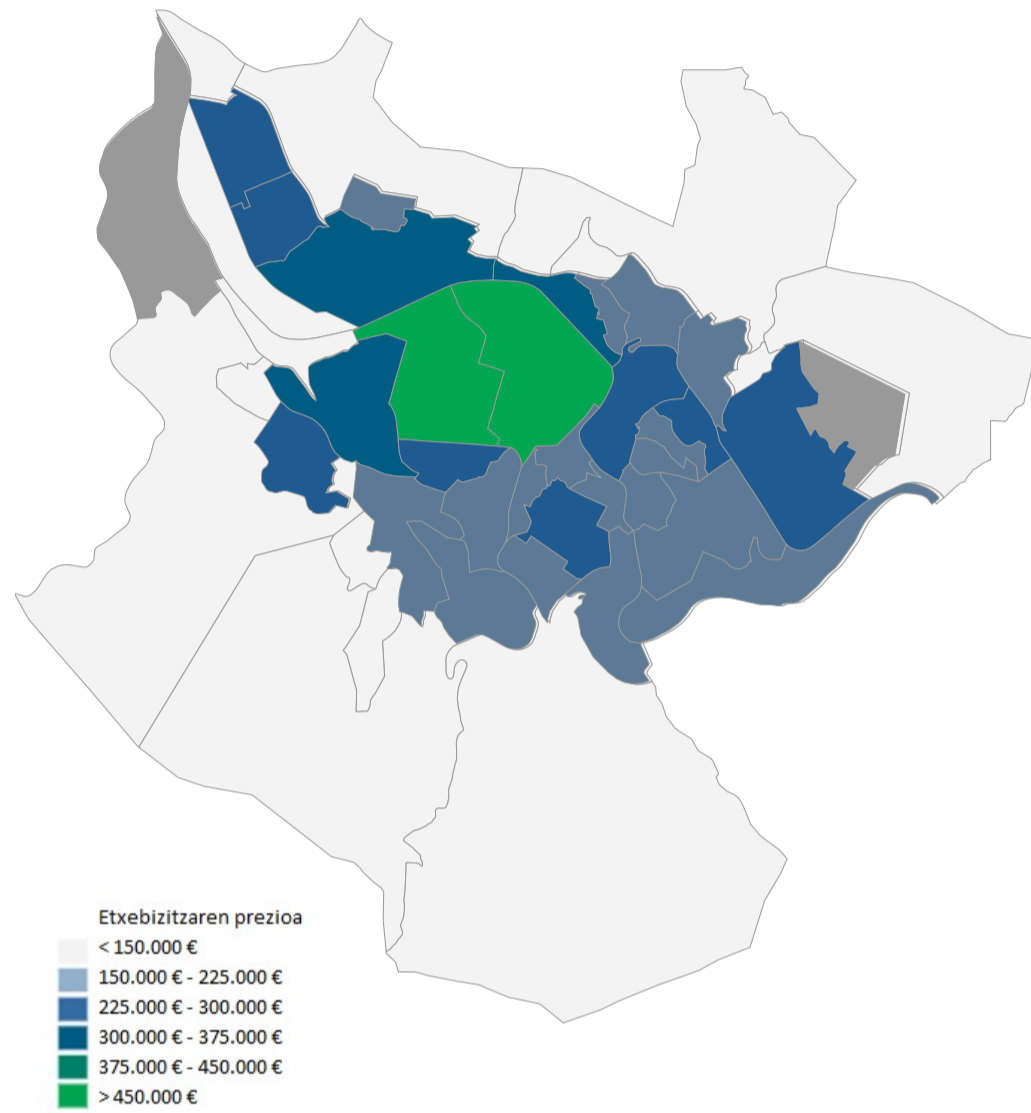 Etxebizitzaren prezioa
< 150.000 €
150.000 € - 225.000 €
225.000 € - 300.000 €
300.000 € - 375.000 €
375.000 € - 450.000 €
> 450.000 €